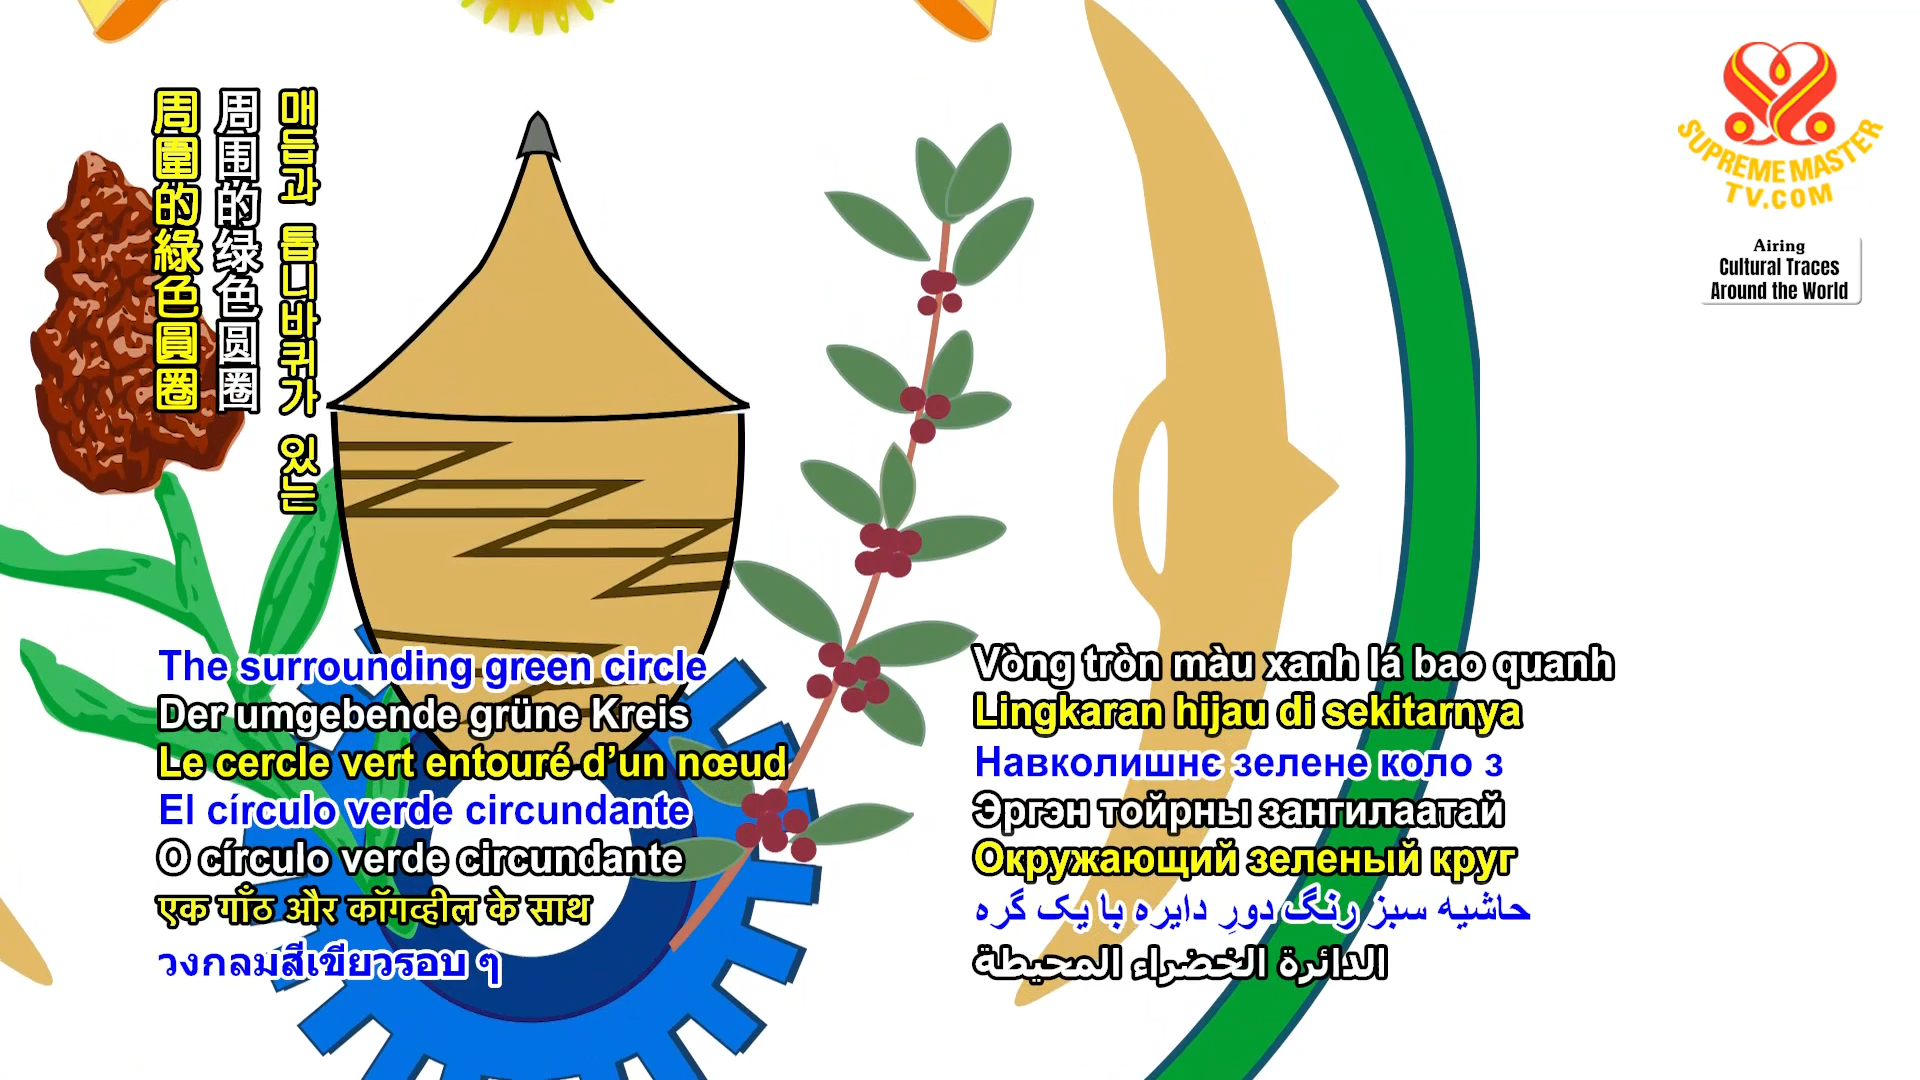 周圍的綠色圓圈
周围的绿色圆圈
매듭과 톱니바퀴가 있는
SUPREME MASTER
TV.COM
Airing
Cultural Traces
Around the World
The surrounding green circle
Der umgebende grüne Kreis
Le cercle vert entouré d’un nœud
El círculo verde circundante
O círculo verde circundante
एक गाँठ और कॉगव्हील के साथ
วงกลมสีเขียวรอบ ๆ
Vòng tròn màu xanh lá bao quanh
Lingkaran hijau di sekitarnya
Навколишнє зелене коло з
Эргэн тойрны зангилаатай
Окружающий зеленый круг
حاشیه سبز رنگ دورِ دایره با یک گره
الدائرة الخضراء المحيطة